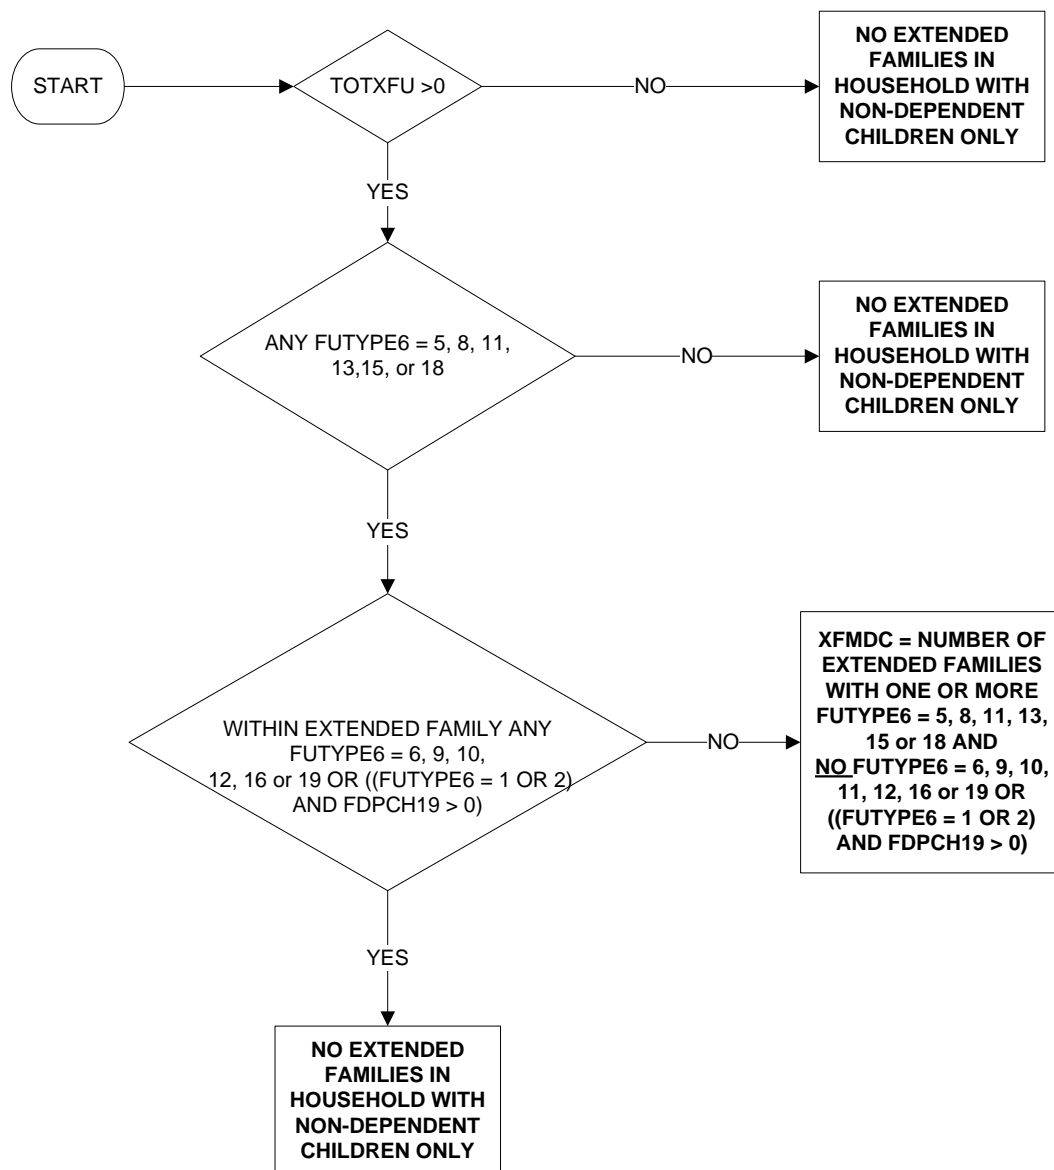 START
TOTXFU >0
NO
NO EXTENDED
FAMILIES IN
HOUSEHOLD WITH
NON-DEPENDENT
CHILDREN ONLY
YES
ANY FUTYPE6 = 5, 8, 11,
13,15, or 18
NO
NO EXTENDED
FAMILIES IN
HOUSEHOLD WITH
NON-DEPENDENT
CHILDREN ONLY
YES
WITHIN EXTENDED FAMILY ANY
FUTYPE6 = 6, 9, 10,
12, 16 or 19 OR ((FUTYPE6 = 1 OR 2)
AND FDPCH19 > 0)
NO
XFMDC = NUMBER OF
EXTENDED FAMILIES
WITH ONE OR MORE
FUTYPE6 = 5, 8, 11, 13,
15 or 18 AND
NO FUTYPE6 = 6, 9, 10,
11, 12, 16 or 19 OR
((FUTYPE6 = 1 OR 2)
AND FDPCH19 > 0)
YES
NO EXTENDED
FAMILIES IN
HOUSEHOLD WITH
NON-DEPENDENT
CHILDREN ONLY